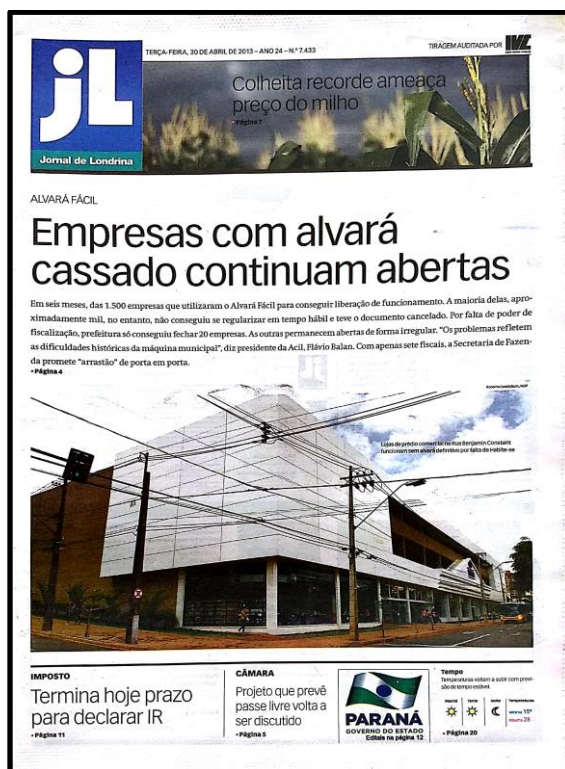 jL
Jornal de Londrina
TERÇA-FEIRA, 30 DE ABRIL DE 2013 – ANO 24 – N.º 7.433
TIRAGEM AUDITADA POR IVC
Colheita recorde ameaça
preço do milho
• Página 7
ALVARÁ FÁCIL
Empresas com alvará
cassado continuam abertas
Em seis meses, das 1.500 empresas que utilizaram o Alvará Fácil para conseguir liberação de funcionamento. A maioria delas, apro-
ximadamente mil, no entanto, não conseguiu se regularizar em tempo hábil e teve o documento cancelado. Por falta de poder de
fiscalização, prefeitura só conseguiu fechar 20 empresas. As outras permanecem abertas de forma irregular. “Os problemas refletem
as dificuldades históricas da máquina municipal”, diz presidente da Acil, Flávio Balan. Com apenas sete fiscais, a Secretaria de Fazen-
da promete “arrastão” de porta em porta.
• Página 4
Lojas de prédio comercial na Rua Benjamin Constant
funcionam sem alvará definitivo por falta de Habite-se
IMPOSTO
Termina hoje prazo
para declarar IR
• Página 11
CÂMARA
Projeto que prevê
passe livre volta a
ser discutido
• Página 5
PARANÁ
GOVERNO DO ESTADO
Editais na página 12
Tempo
Temperaturas voltam a subir com previ-
são de tempo estável.
Manhã Tarde Noite Temperaturas
MÍNIMA 15º
MÁXIMA 28
• Página 20